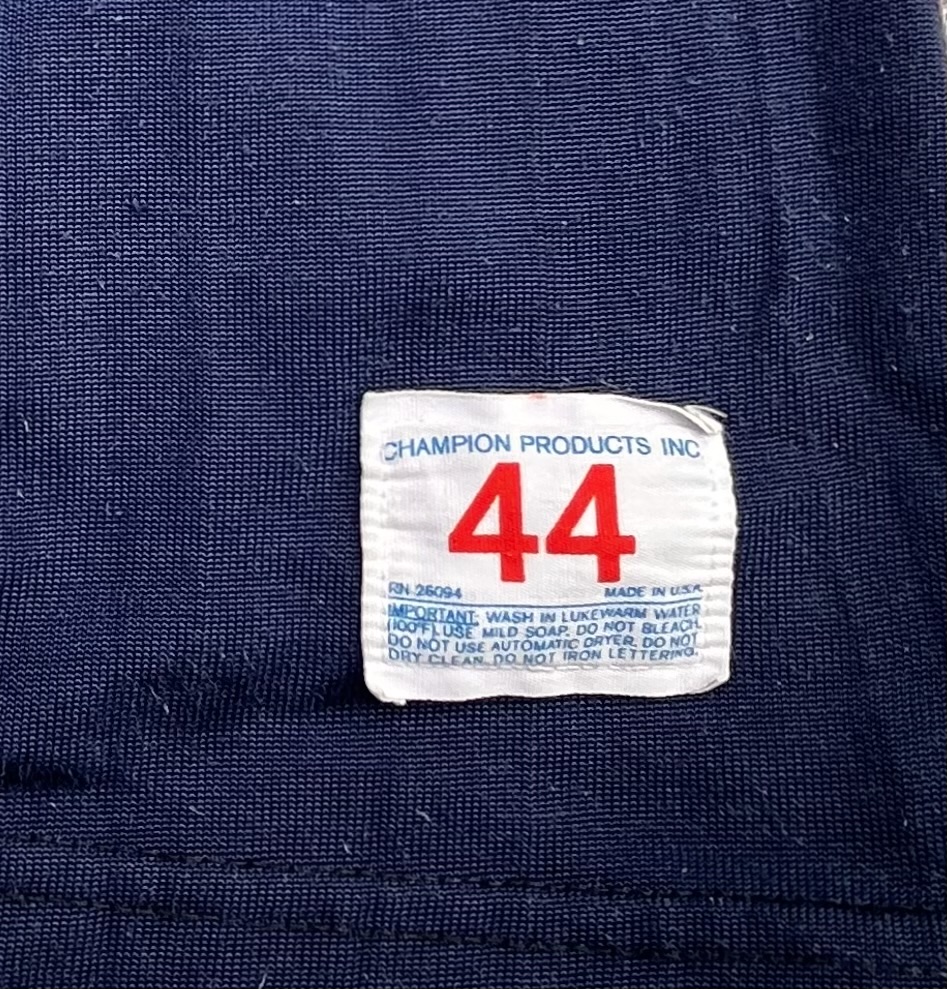 CHAMPION PRODUCTS INC
44
RN 26094 MADE IN U.S.A.
IMPORTANT: WASH IN LUKEWARM WATER
(100°F). USE MILD SOAP. DO NOT BLEACH.
DO NOT USE AUTOMATIC DRYER. DO NOT
DRY CLEAN. DO NOT IRON LETTERING.